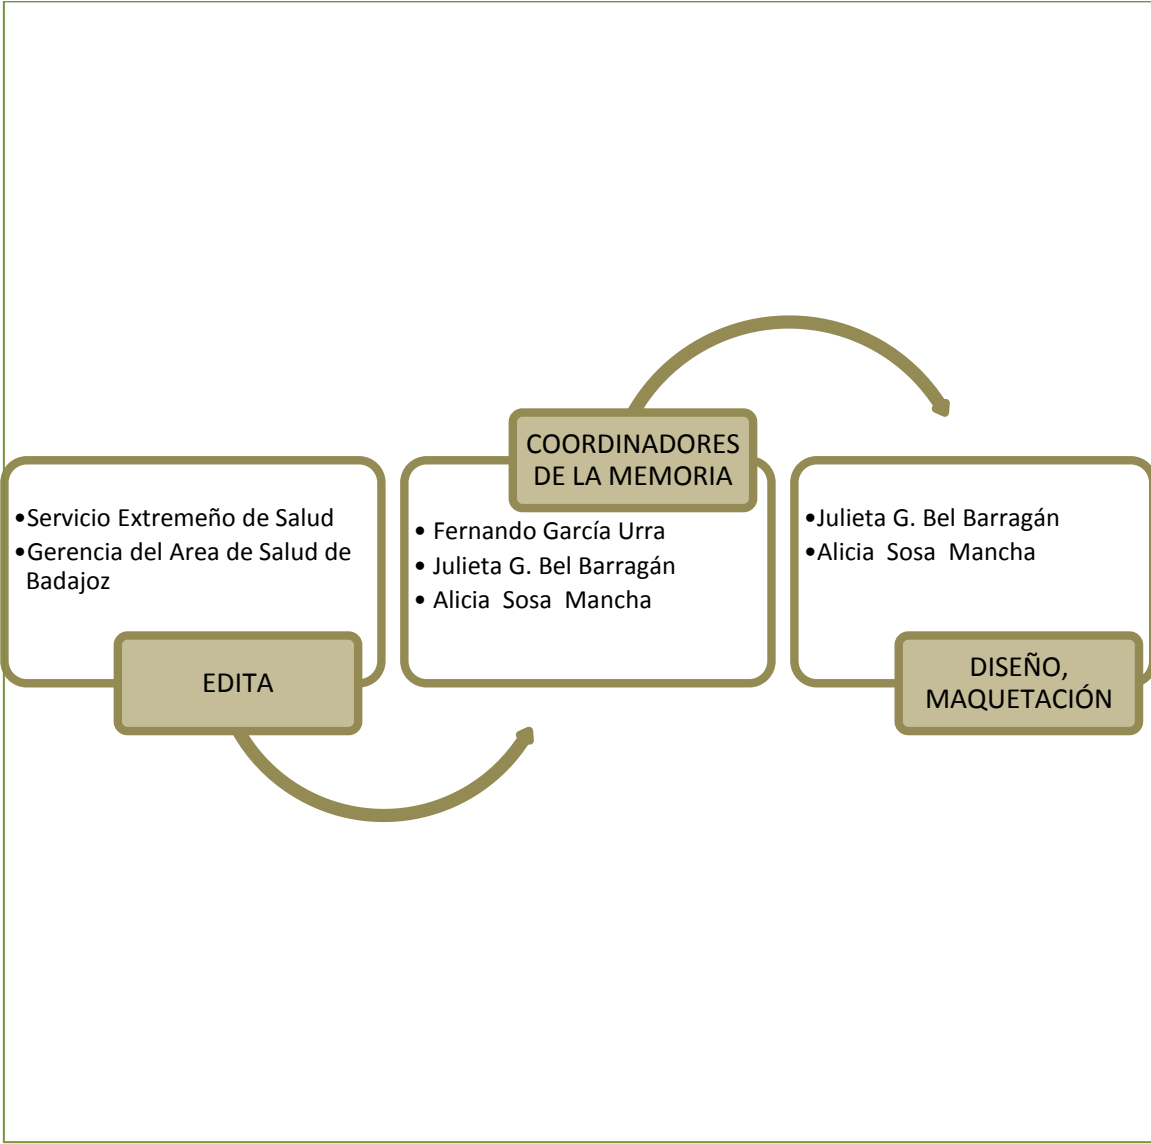 •Servicio Extremeño de Salud
•Gerencia del Area de Salud de
Badajoz
EDITA
COORDINADORES
DE LA MEMORIA
• Fernando García Urra
• Julieta G. Bel Barragán
• Alicia Sosa Mancha
•Julieta G. Bel Barragán
•Alicia Sosa Mancha
DISEÑO,
MAQUETACIÓN